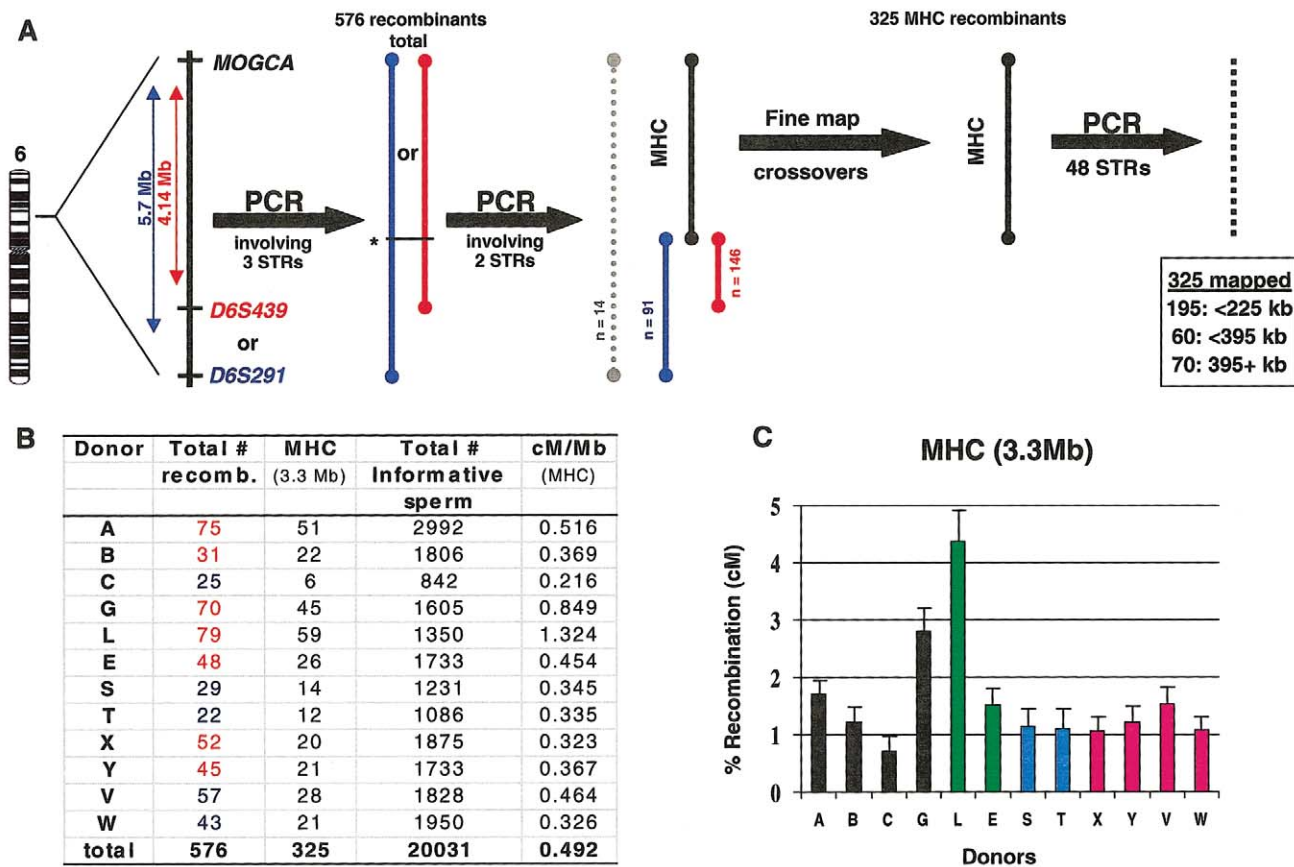 A
576 recombinants
total
325 MHC recombinants
MOGCA
6
5.7 Mb
4.14 Mb
PCR
involving
3 STRs
or
*
PCR
involving
2 STRs
D6S439
or
D6S291
n = 14
MHC
n = 91
n = 146
Fine map
crossovers
MHC
PCR
48 STRs
325 mapped
195: <225 kb
60: <395 kb
70: 395+ kb
B
Donor Total # MHC Total # cM/Mb
recomb. (3.3 Mb) Informative (MHC)
sperm
A 75 51 2992 0.516
B 31 22 1806 0.369
C 25 6 842 0.216
G 70 45 1605 0.849
L 79 59 1350 1.324
E 48 26 1733 0.454
S 29 14 1231 0.345
T 22 12 1086 0.335
X 52 20 1875 0.323
Y 45 21 1733 0.367
V 57 28 1828 0.464
W 43 21 1950 0.326
total 576 325 20031 0.492
C
MHC (3.3Mb)
% Recombination (cM)
5
4
3
2
1
0
A B C G L E S T X Y V W
Donors